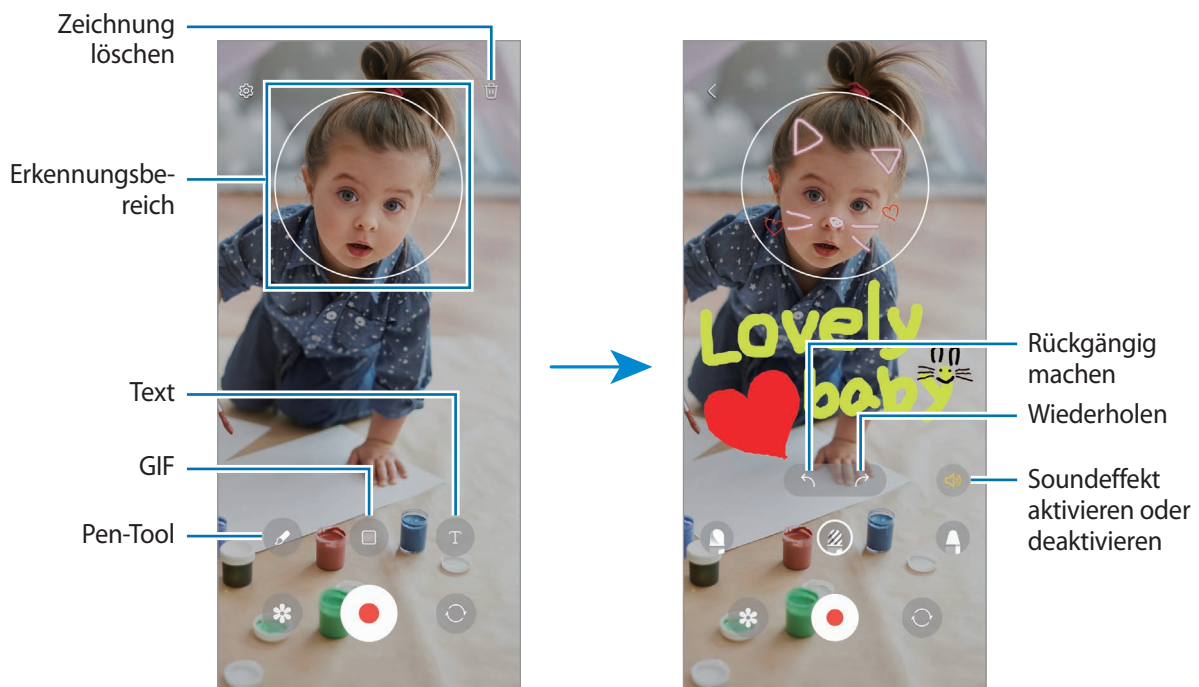 Zeichnung
löschen
Erkennungsbe-
reich
Text
GIF
Pen-Tool
T
Lovely
baby
Rückgängig
machen
Wiederholen
Soundeffekt
aktivieren oder
deaktivieren